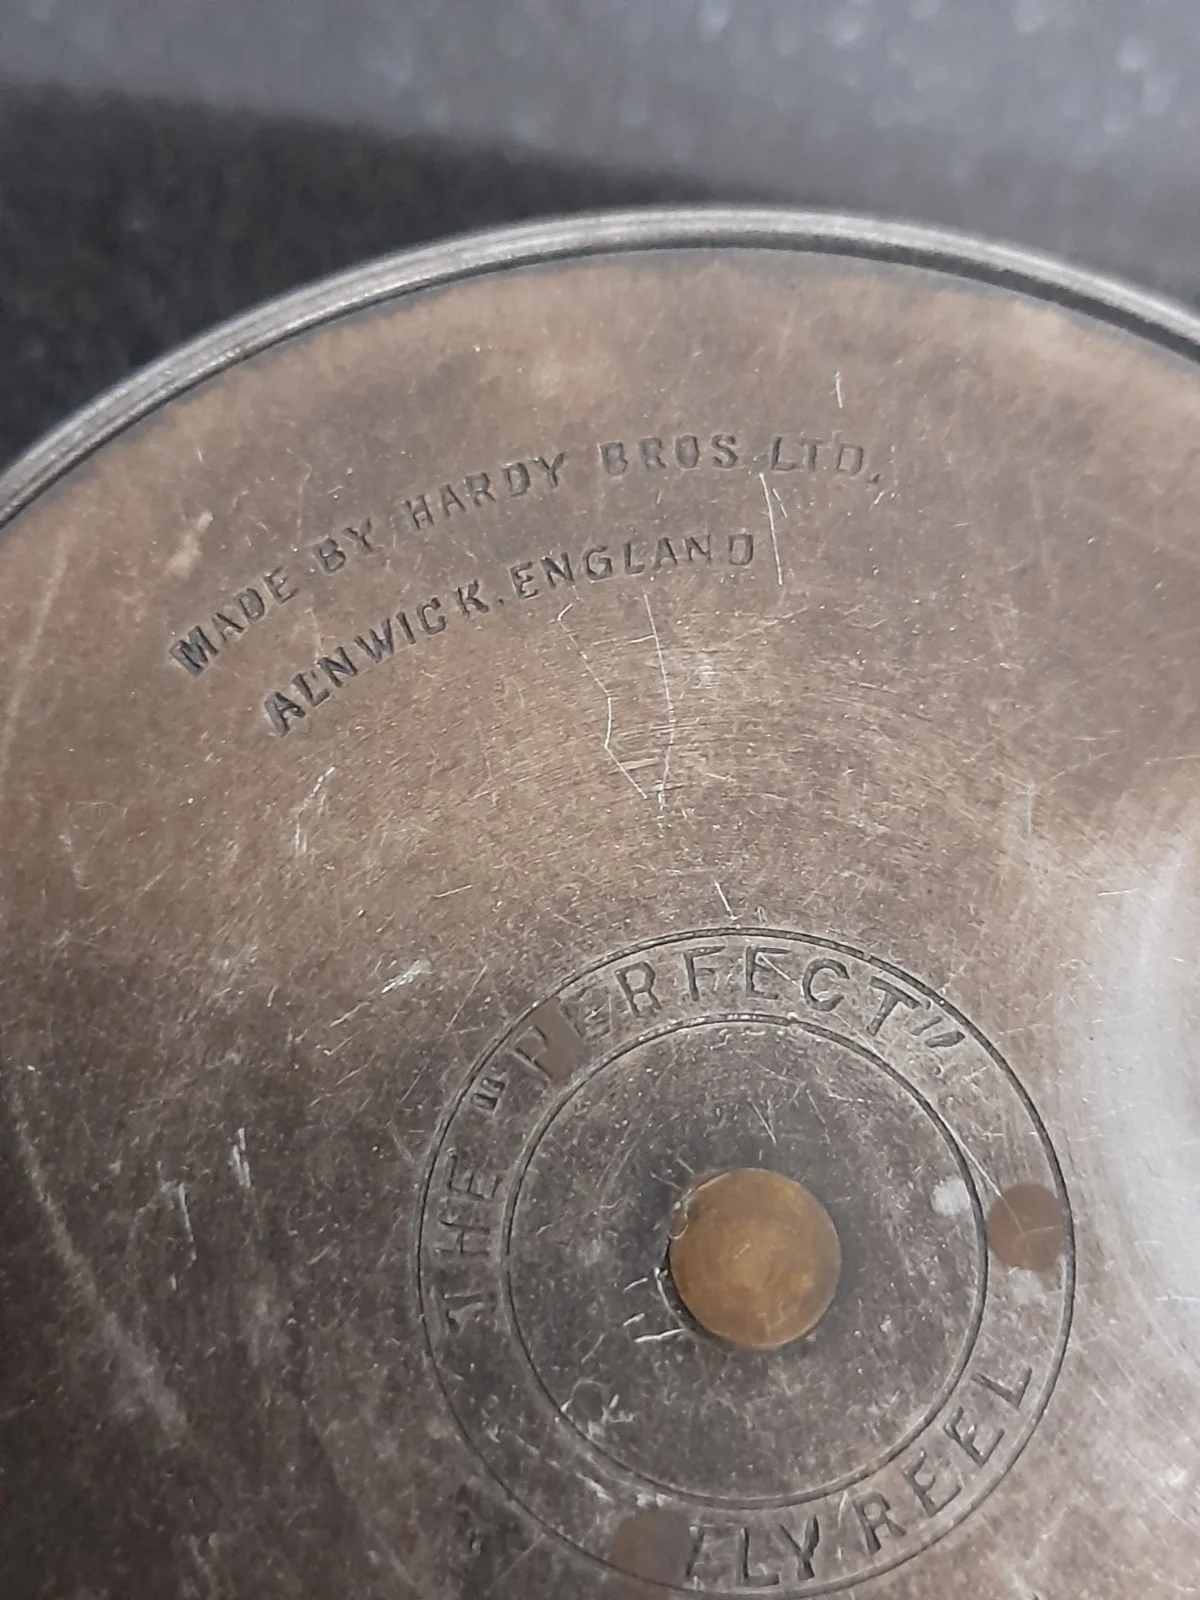 MADE BY HARDY BROS LTD.
ALNWICK. ENGLAND
THE "PERFECT"
FLY REEL